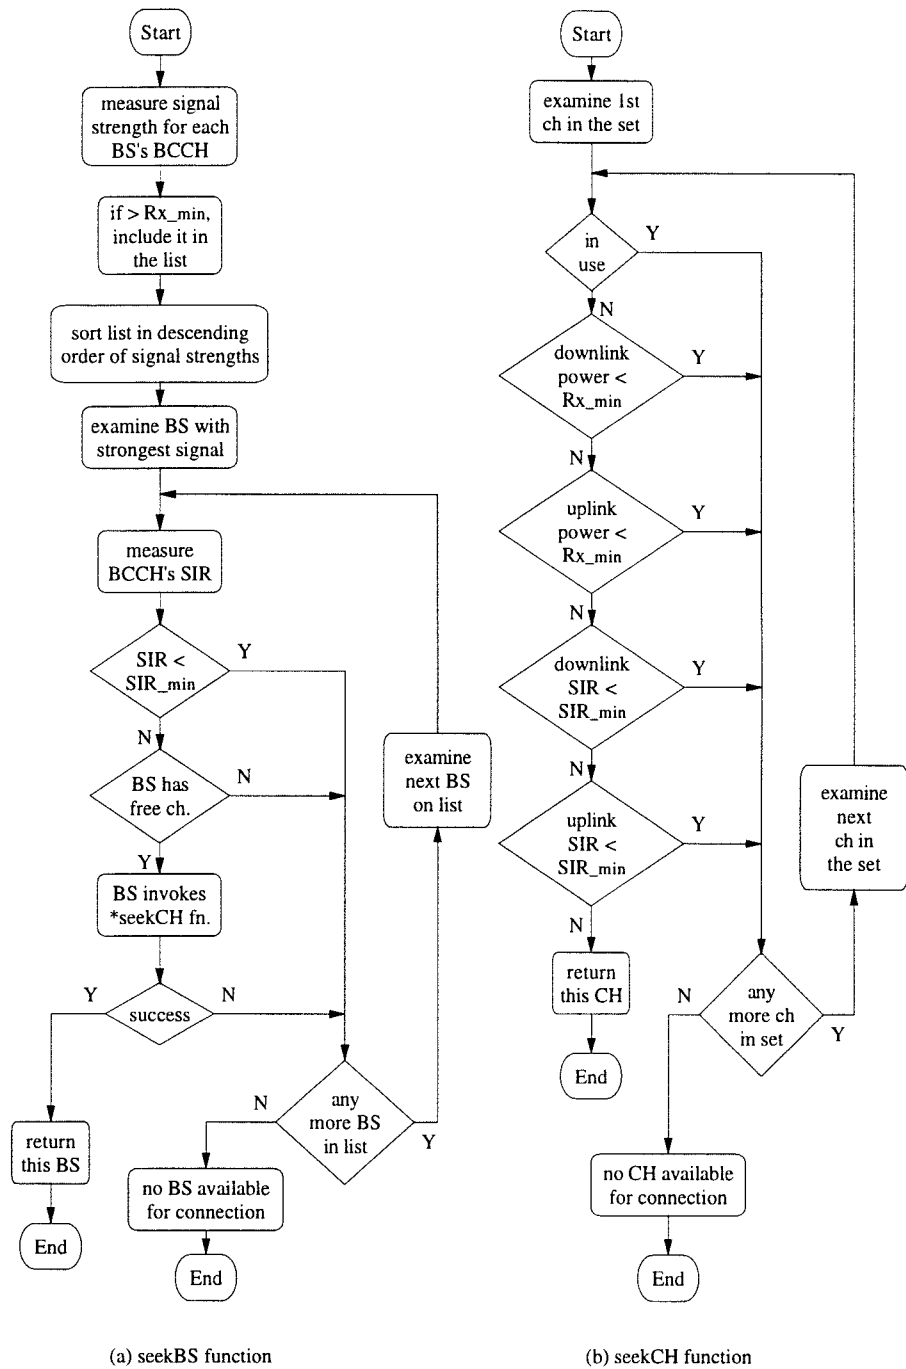 Start
measure signal
strength for each
BS's BCCH
if > Rx_min,
include it in
the list
sort list in descending
order of signal strengths
examine BS with
strongest signal
measure
BCCH's SIR
SIR <
SIR_min
Y
N
BS has
free ch.
N
Y
BS invokes
*seekCH fn.
success
Y
N
return
this BS
End
any
more BS
in list
N
Y
examine
next BS
on list
no BS available
for connection
End
(a) seekBS function
Start
examine 1st
ch in the set
in
use
Y
N
downlink
power <
Rx_min
Y
N
uplink
power <
Rx_min
Y
N
downlink
SIR <
SIR_min
Y
N
uplink
SIR <
SIR_min
Y
N
return
this CH
End
any
more ch
in set
N
Y
examine
next
ch in
the set
no CH available
for connection
End
(b) seekCH function